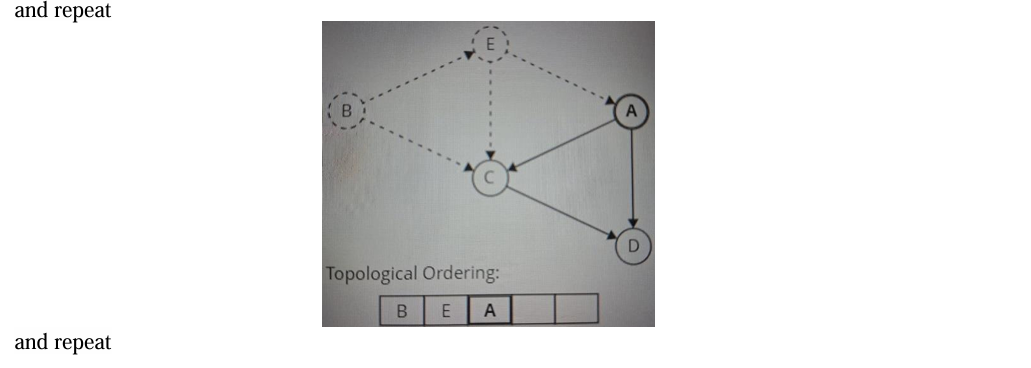 and repeat
E
B
A
C
D
Topological Ordering:
B E A
and repeat